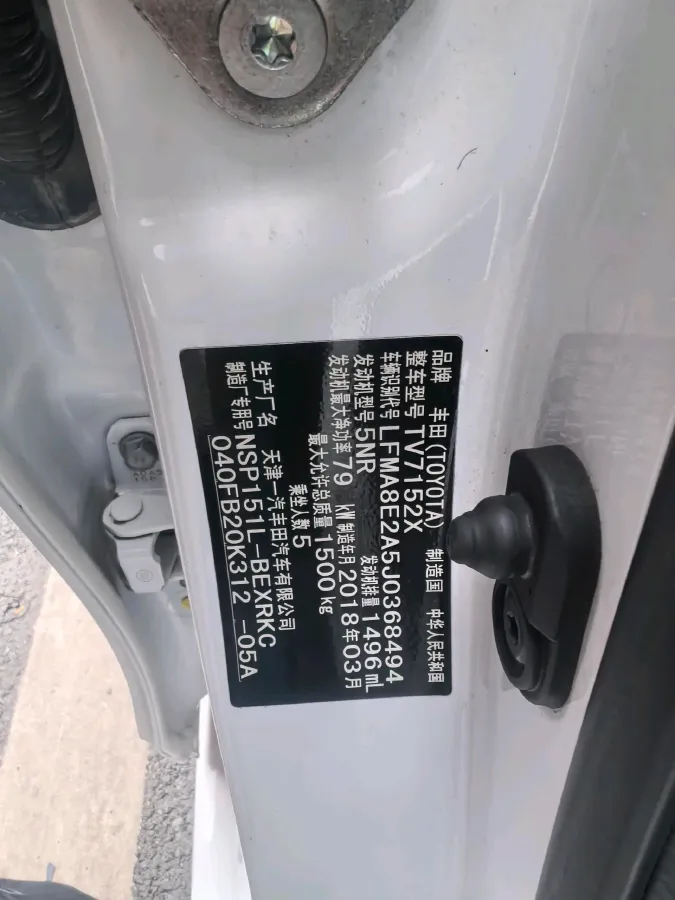 品牌 丰田(TOYOTA) 制造国 中华人民共和国
整车型号 TV7152X
车辆识别代号 LFMA8E2A5J0368494
发动机型号 5NR 发动机排量 1496 mL
发动机最大净功率 79 kW 制造年月 2018年03月
最大允许总质量 1500 kg
乘坐人数 5
生产厂名 天津一汽丰田汽车有限公司
制造厂专用号 NSP151L-BEXRKC
040FB20K312 -05A